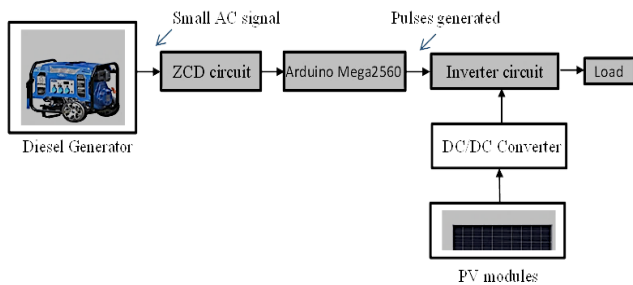 Small AC signal
Pulses generated
ZCD circuit
Arduino Mega2560
Inverter circuit
Load
Diesel Generator
DC/DC Converter
PV modules